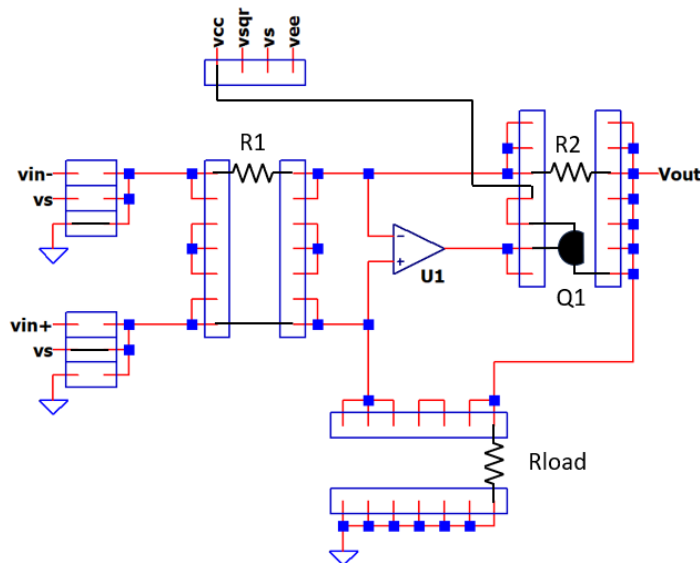 vcc
vsqr
vs
vee
R1
R2
vin-
vs
Vout
−
+
U1
Q1
vin+
vs
Rload